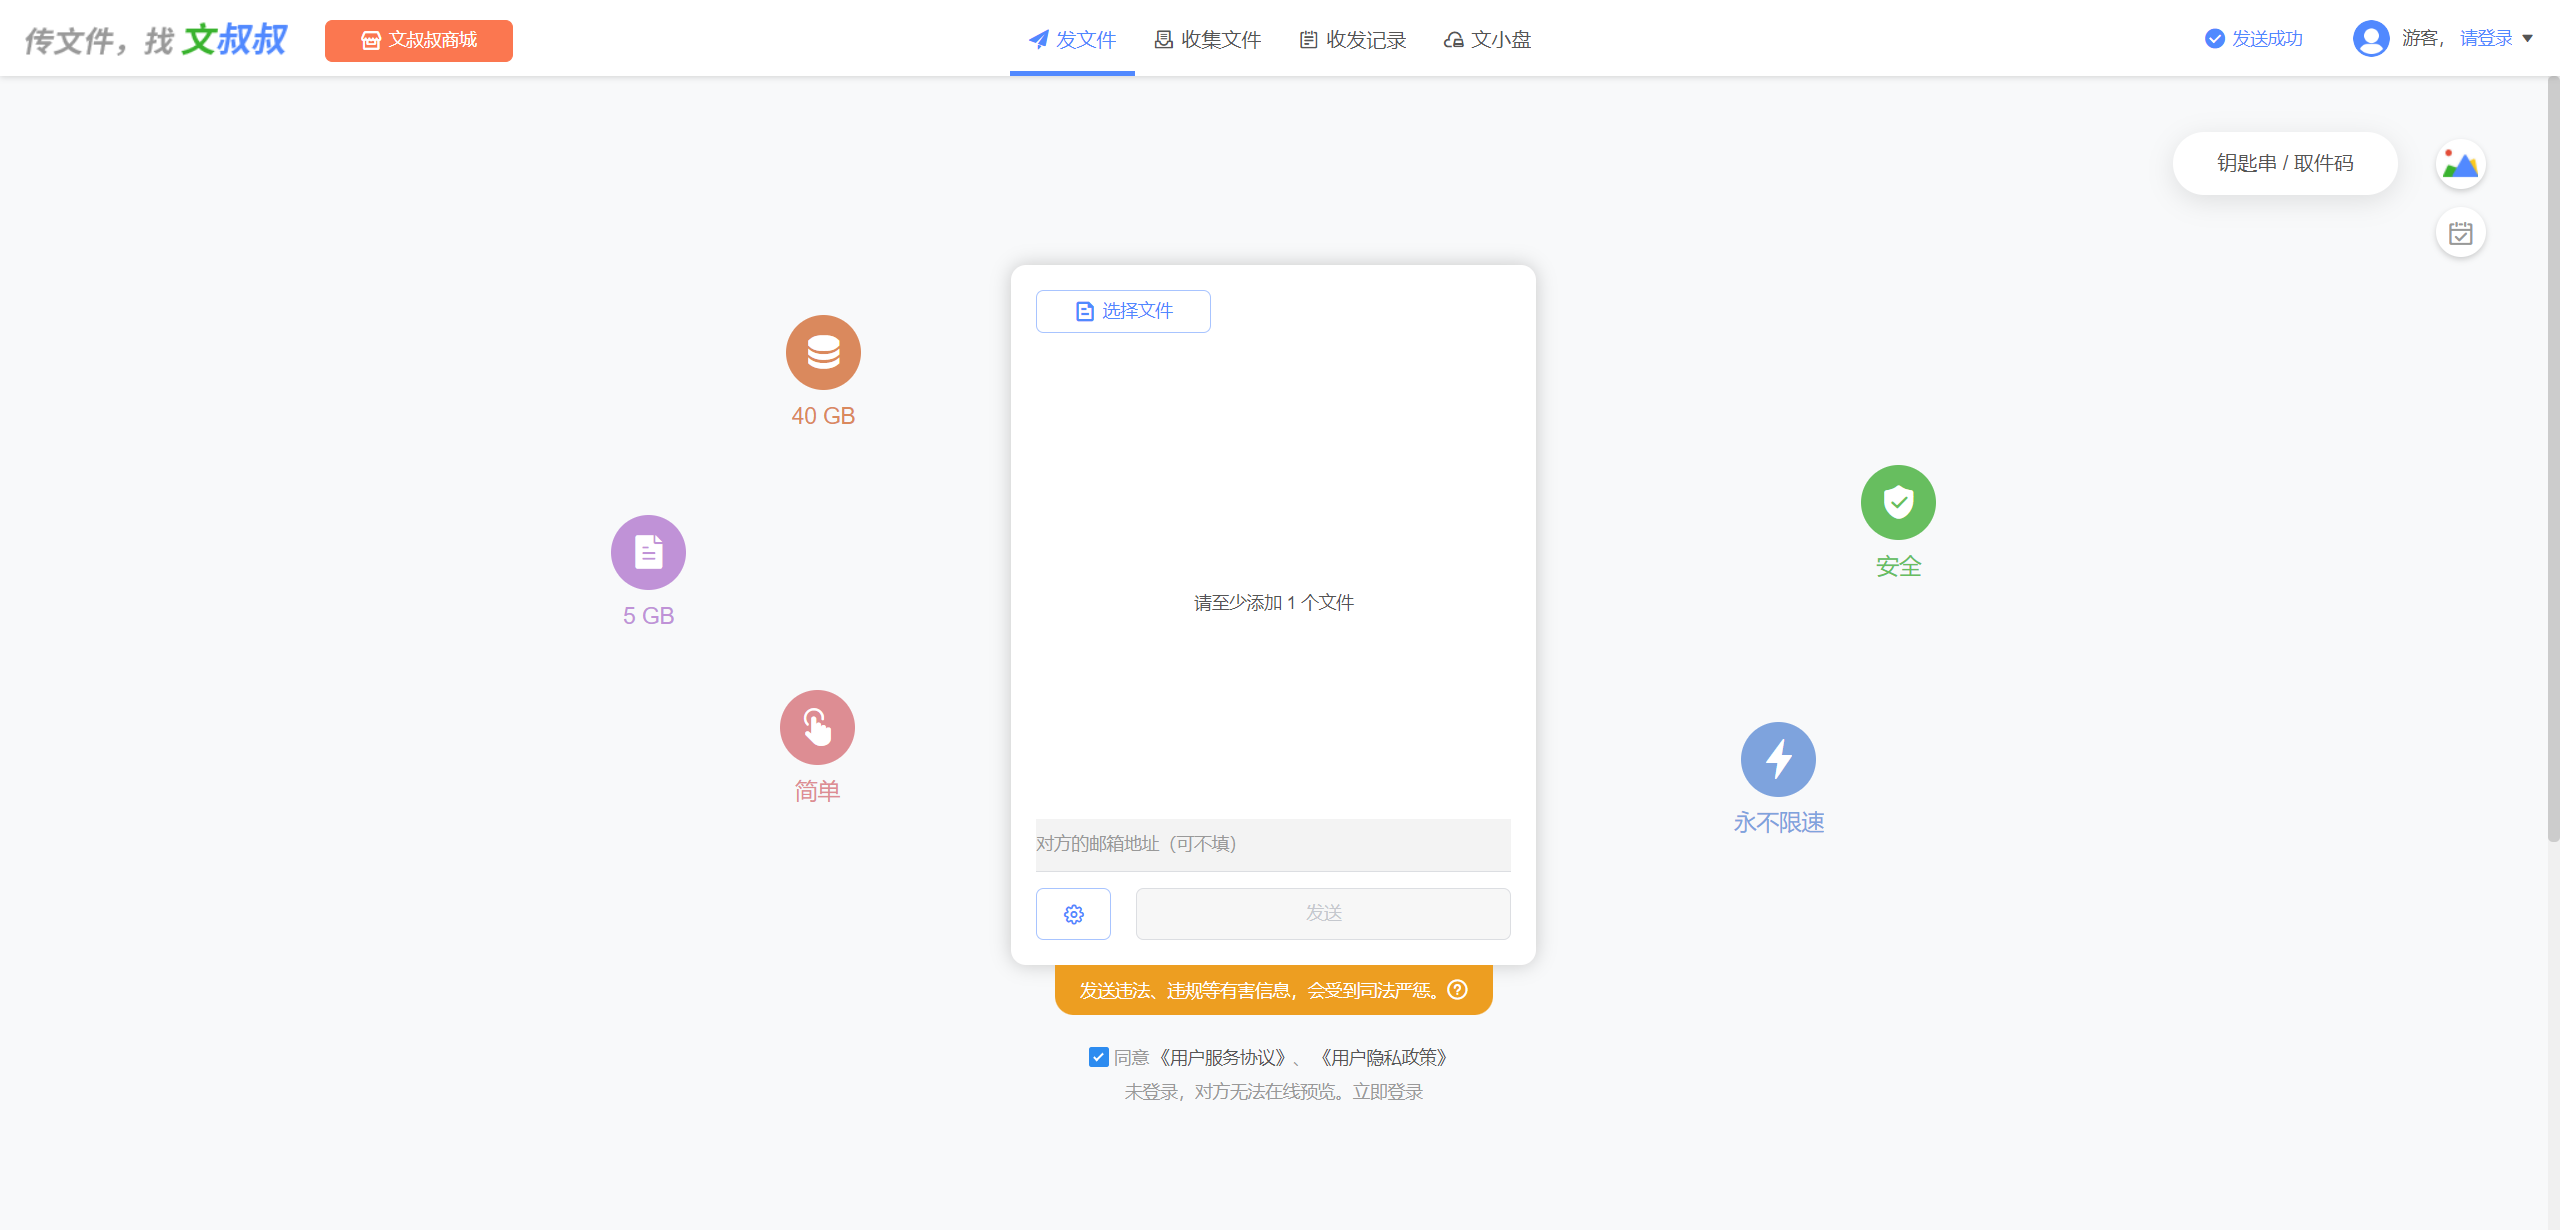 传文件，找 文叔叔
文叔叔商城
发文件
收集文件
收发记录
文小盘
发送成功
游客，请登录
钥匙串 / 取件码
选择文件
40 GB
5 GB
简单
安全
永不限速
请至少添加 1 个文件
对方的邮箱地址（可不填）
发送
发送违法、违规等有害信息，会受到司法严惩。
同意《用户服务协议》、《用户隐私政策》
未登录，对方无法在线预览。立即登录